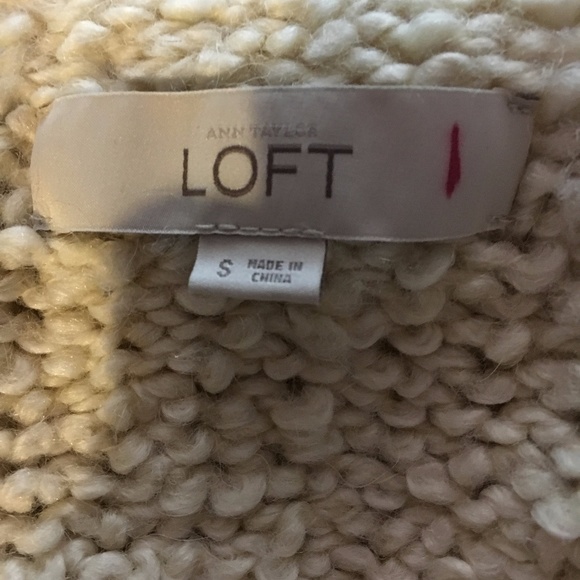 ANN TAYLOR
LOFT
S
MADE IN
CHINA